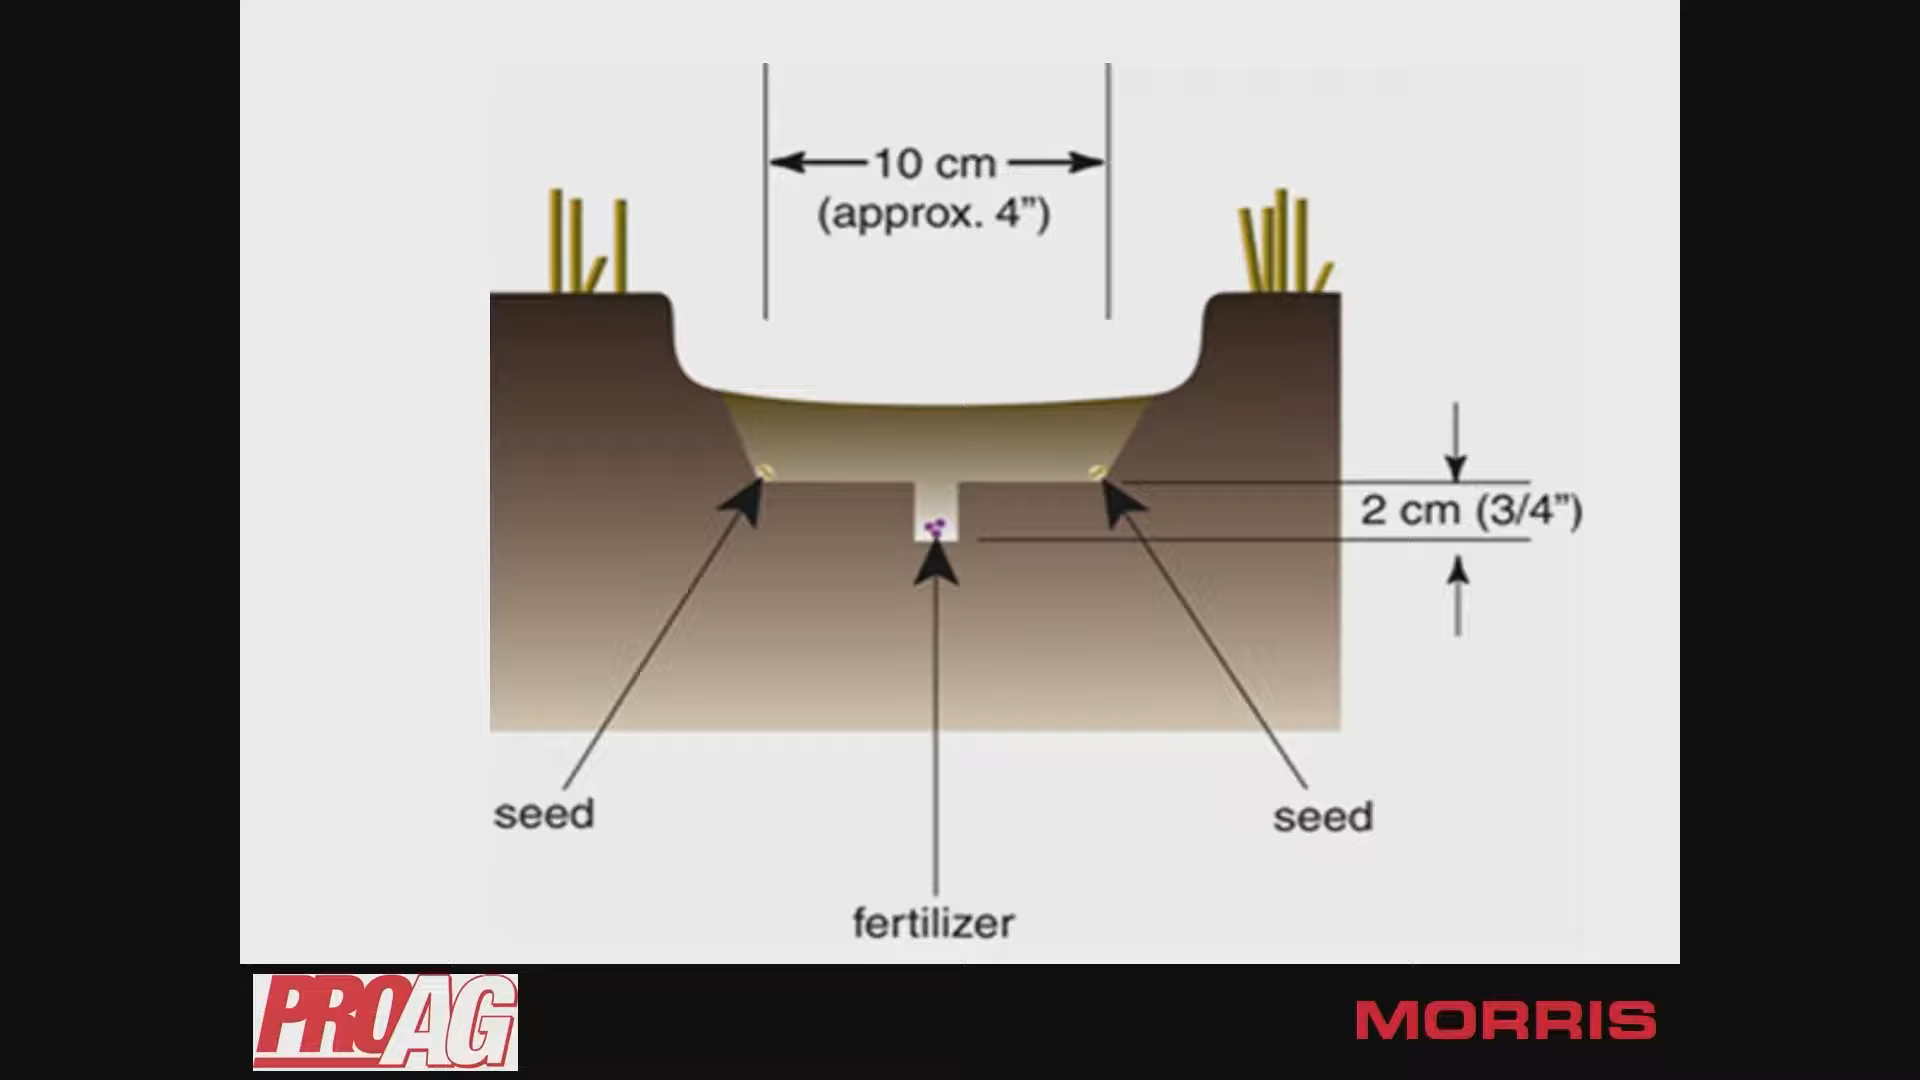 10 cm
(approx. 4”)
2 cm (3/4”)
seed
seed
fertilizer
PROAG
MORRIS